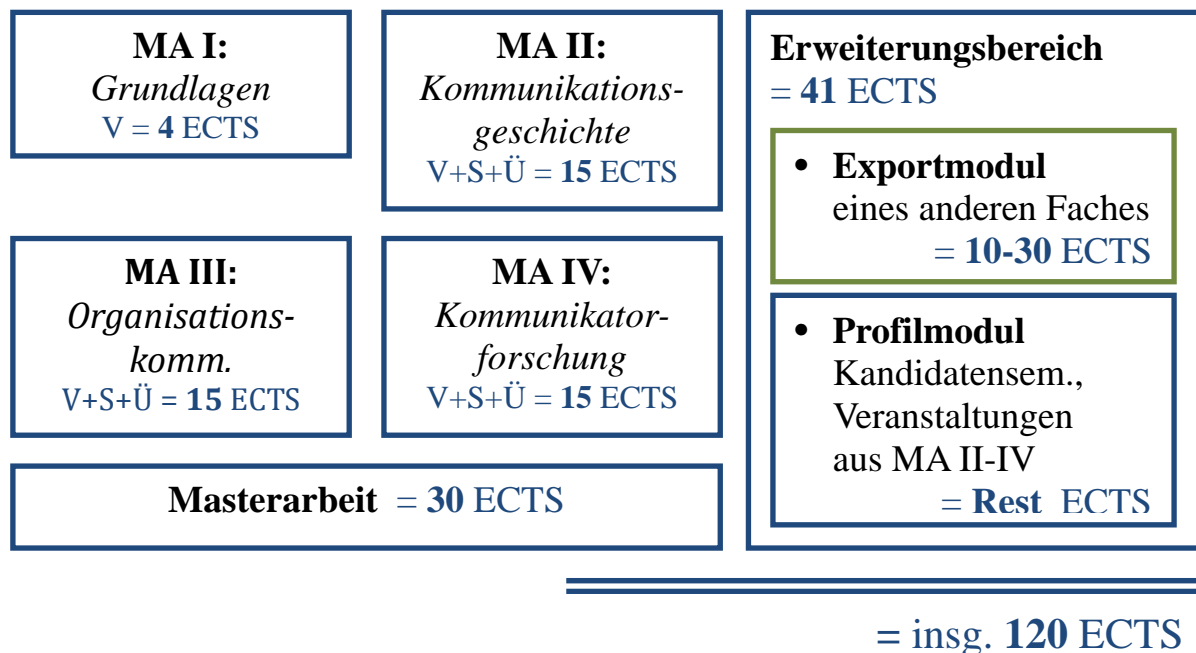 MA I:
Grundlagen
V = 4 ECTS
MA II:
Kommunikations-
geschichte
V+S+Ü = 15 ECTS
MA III:
Organisations-
komm.
V+S+Ü = 15 ECTS
MA IV:
Kommunikator-
forschung
V+S+Ü = 15 ECTS
Masterarbeit = 30 ECTS
Erweiterungsbereich
= 41 ECTS
• Exportmodul
eines anderen Faches
= 10-30 ECTS
• Profilmodul
Kandidatensem.,
Veranstaltungen
aus MA II-IV
= Rest ECTS
= insg. 120 ECTS